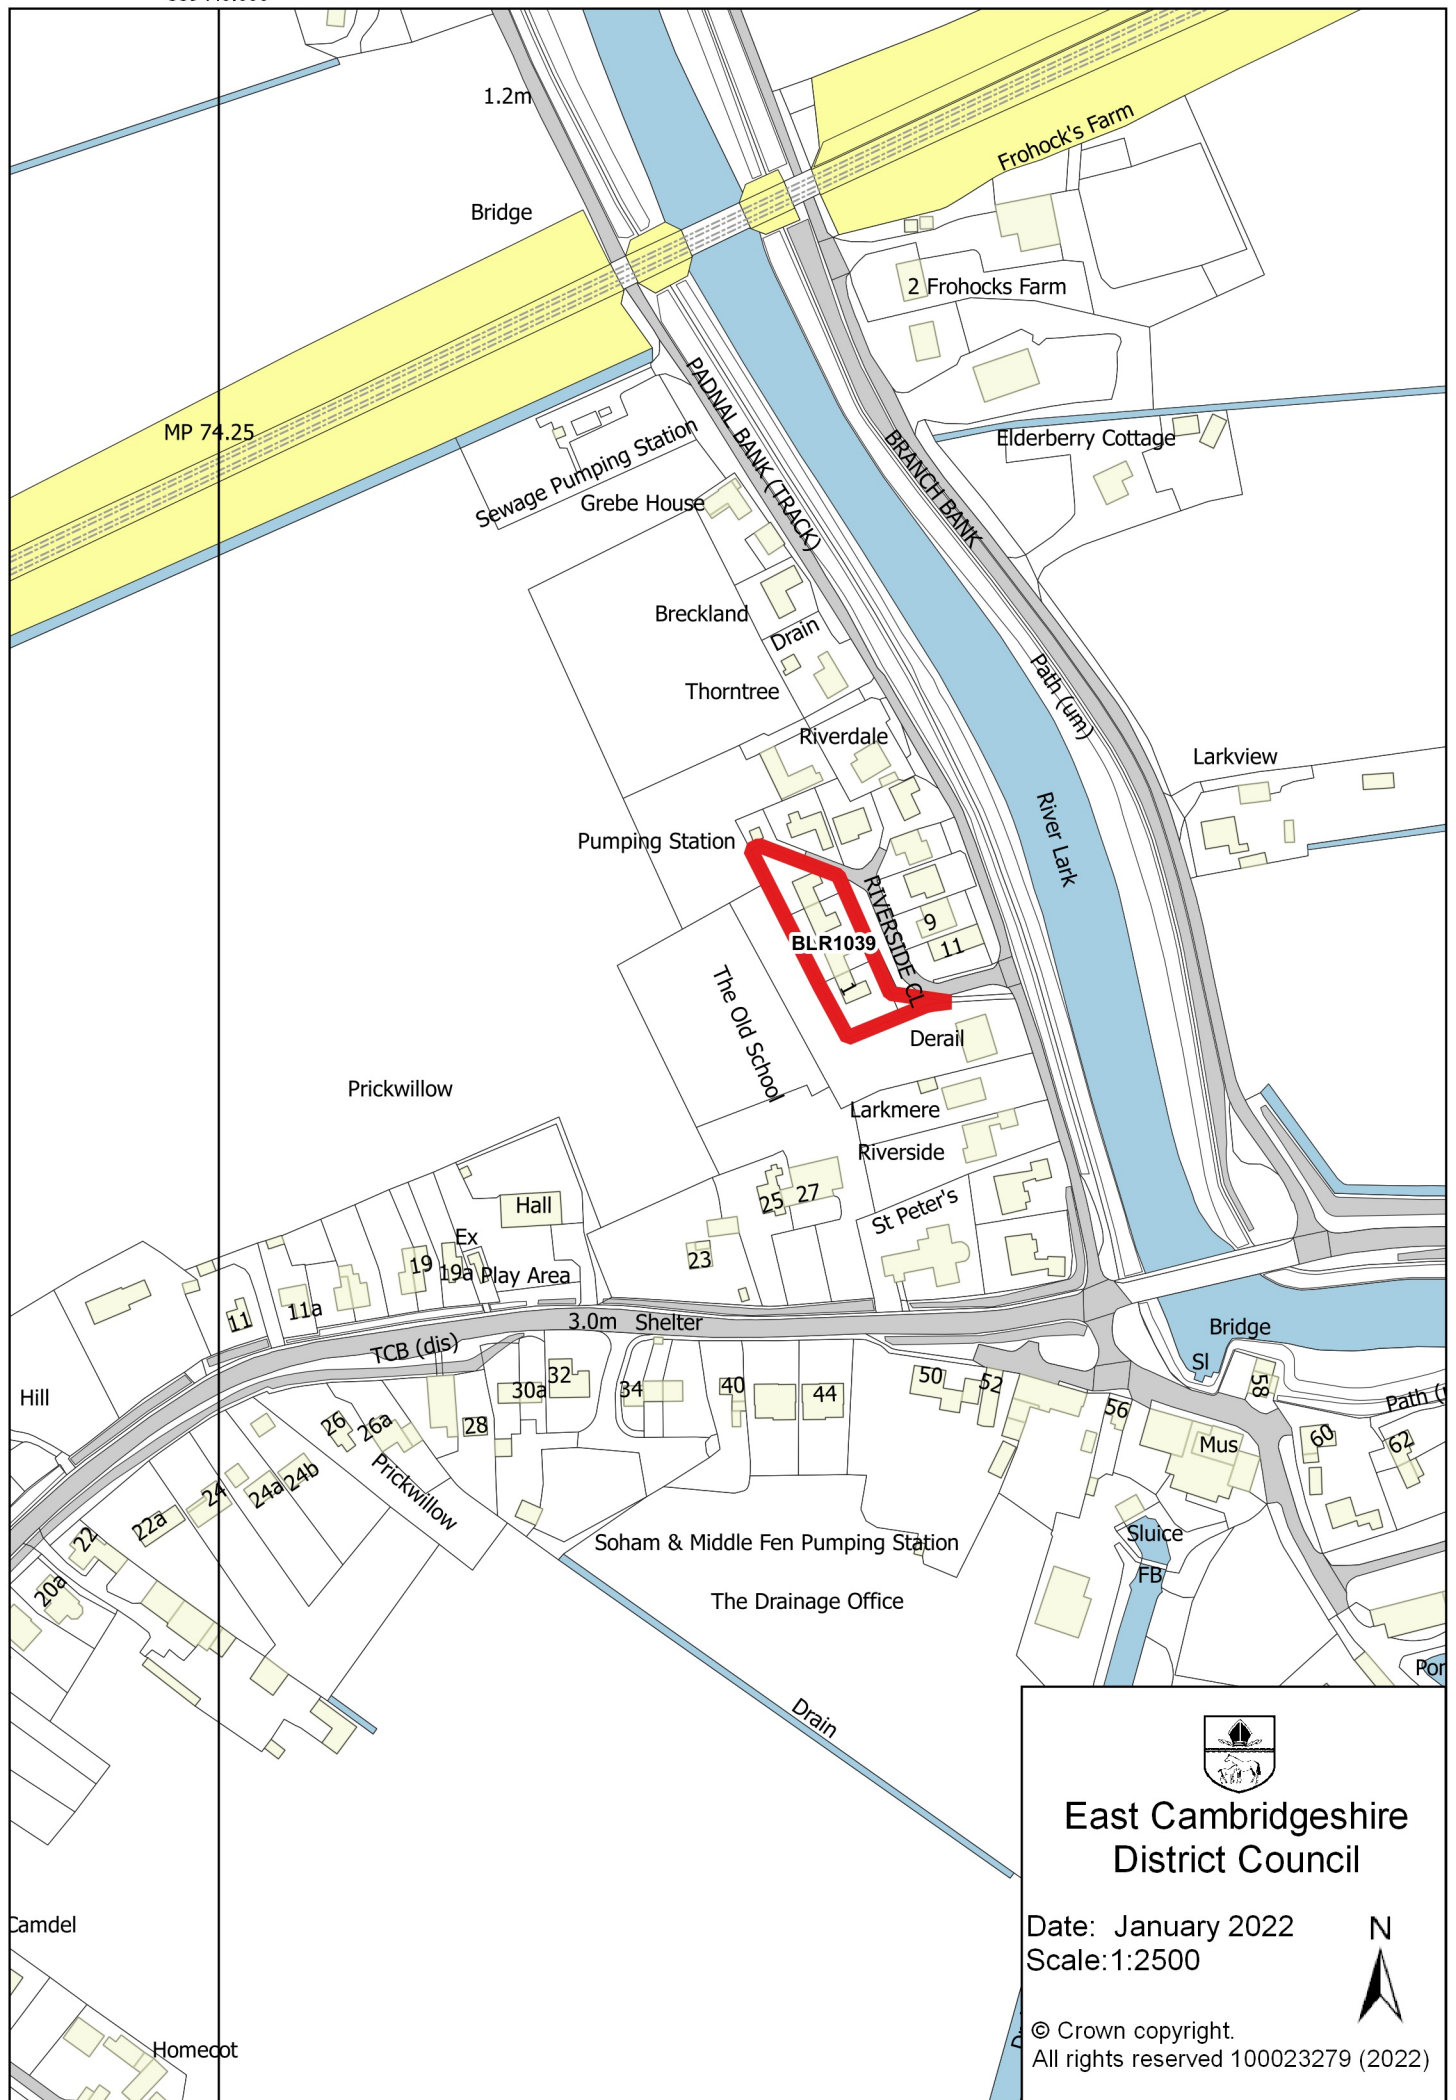 1.2m
Frohock's Farm
Bridge
2 Frohocks Farm
MP 74.25
PADNAL BANK (TRACK)
BRANCH BANK
Elderberry Cottage
Sewage Pumping Station
Grebe House
Breckland
Drain
Thorntree
Path (um)
Riverdale
Larkview
River Lark
Pumping Station
RIVERSIDE CL
9
11
BLR1039
1
The Old School
Derail
Prickwillow
Larkmere
Riverside
25
27
St Peter's
Hall
Ex
19
19a
Play Area
23
11
11a
3.0m
Shelter
TCB (dis)
Bridge
Sl
Hill
32
30a
34
40
44
50
52
58
Path
26
26a
28
56
Mus
60
62
Prickwillow
24
24a
24b
22a
22
20a
Soham & Middle Fen Pumping Station
Sluice
FB
The Drainage Office
Drain
Camdel
Homecot
East Cambridgeshire
District Council
Date: January 2022
N
Scale:1:2500
© Crown copyright.
All rights reserved 100023279 (2022)